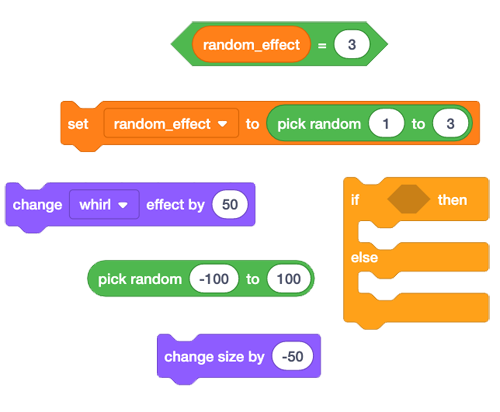 random_effect = 3
set random_effect to pick random 1 to 3
change whirl effect by 50
if then
else
pick random -100 to 100
change size by -50